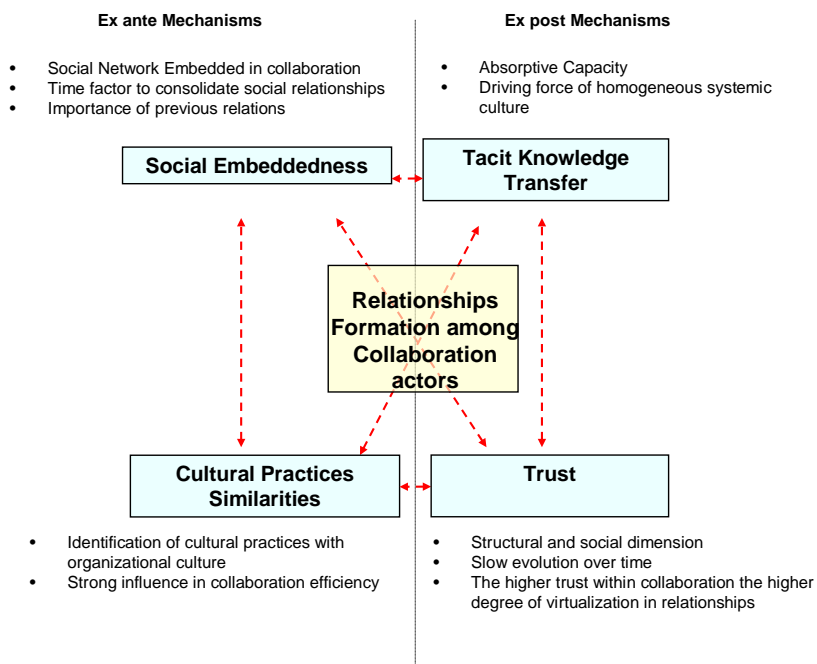 Ex ante Mechanisms
Ex post Mechanisms
• Social Network Embedded in collaboration
• Time factor to consolidate social relationships
• Importance of previous relations
• Absorptive Capacity
• Driving force of homogeneous systemic
culture
Social Embeddedness
Tacit Knowledge
Transfer
Relationships
Formation among
Collaboration
actors
Cultural Practices
Similarities
Trust
• Identification of cultural practices with
organizational culture
• Strong influence in collaboration efficiency
• Structural and social dimension
• Slow evolution over time
• The higher trust within collaboration the higher
degree of virtualization in relationships